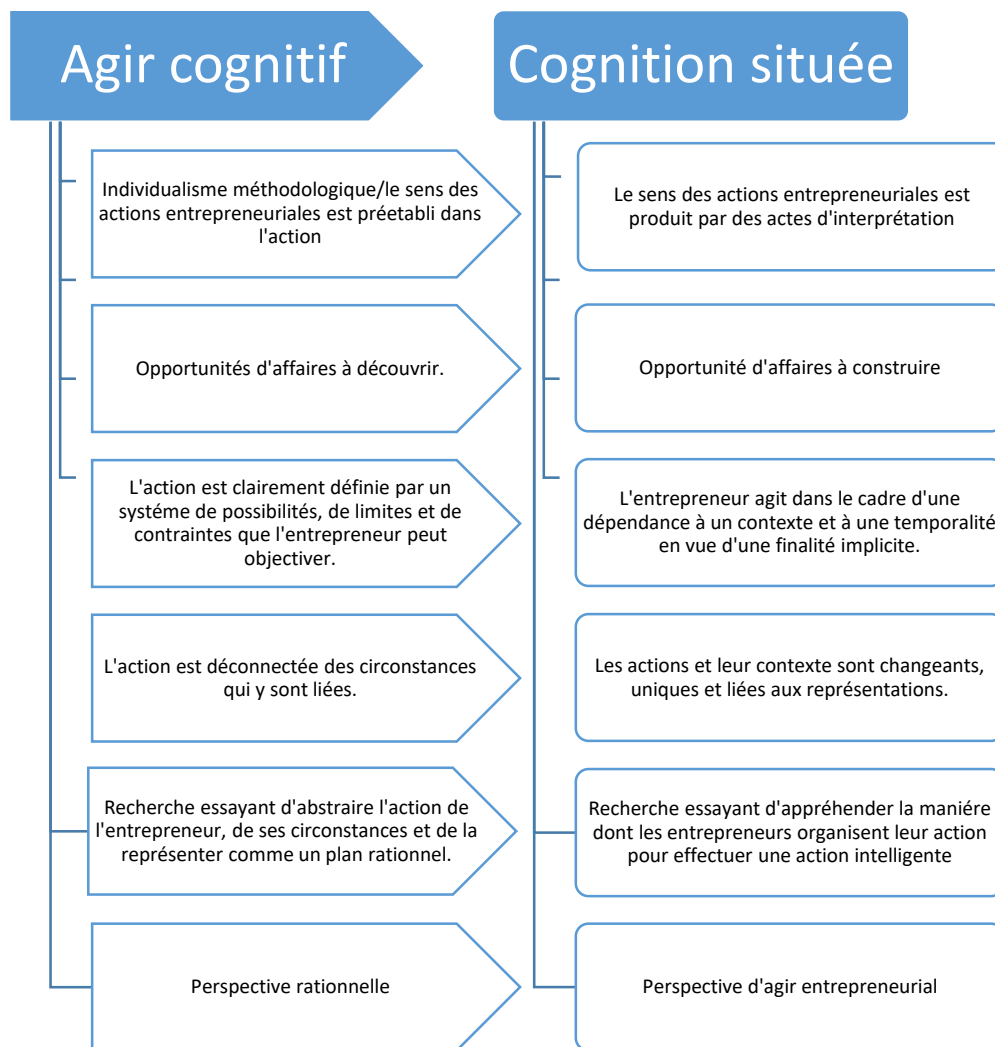 Agir cognitif
Cognition située
Individualisme méthodologique/le sens des
actions entrepreneuriales est préetabli dans
l'action
Le sens des actions entrepreneuriales est
produit par des actes d'interprétation
Opportunités d'affaires à découvrir.
Opportunité d'affaires à construire
L'action est clairement définie par un
systéme de possibilités, de limites et de
contraintes que l'entrepreneur peut
objectiver.
L'entrepreneur agit dans le cadre d'une
dépendance à un contexte et à une temporalité
en vue d'une finalité implicite.
L'action est déconnectée des circonstances
qui y sont liées.
Les actions et leur contexte sont changeants,
uniques et liées aux représentations.
Recherche essayant d'abstraire l'action de
l'entrepreneur, de ses circonstances et de la
représenter comme un plan rationnel.
Recherche essayant d'appréhender la maniére
dont les entrepreneurs organisent leur action
pour effectuer une action intelligente
Perspective rationnelle
Perspective d'agir entrepreneurial